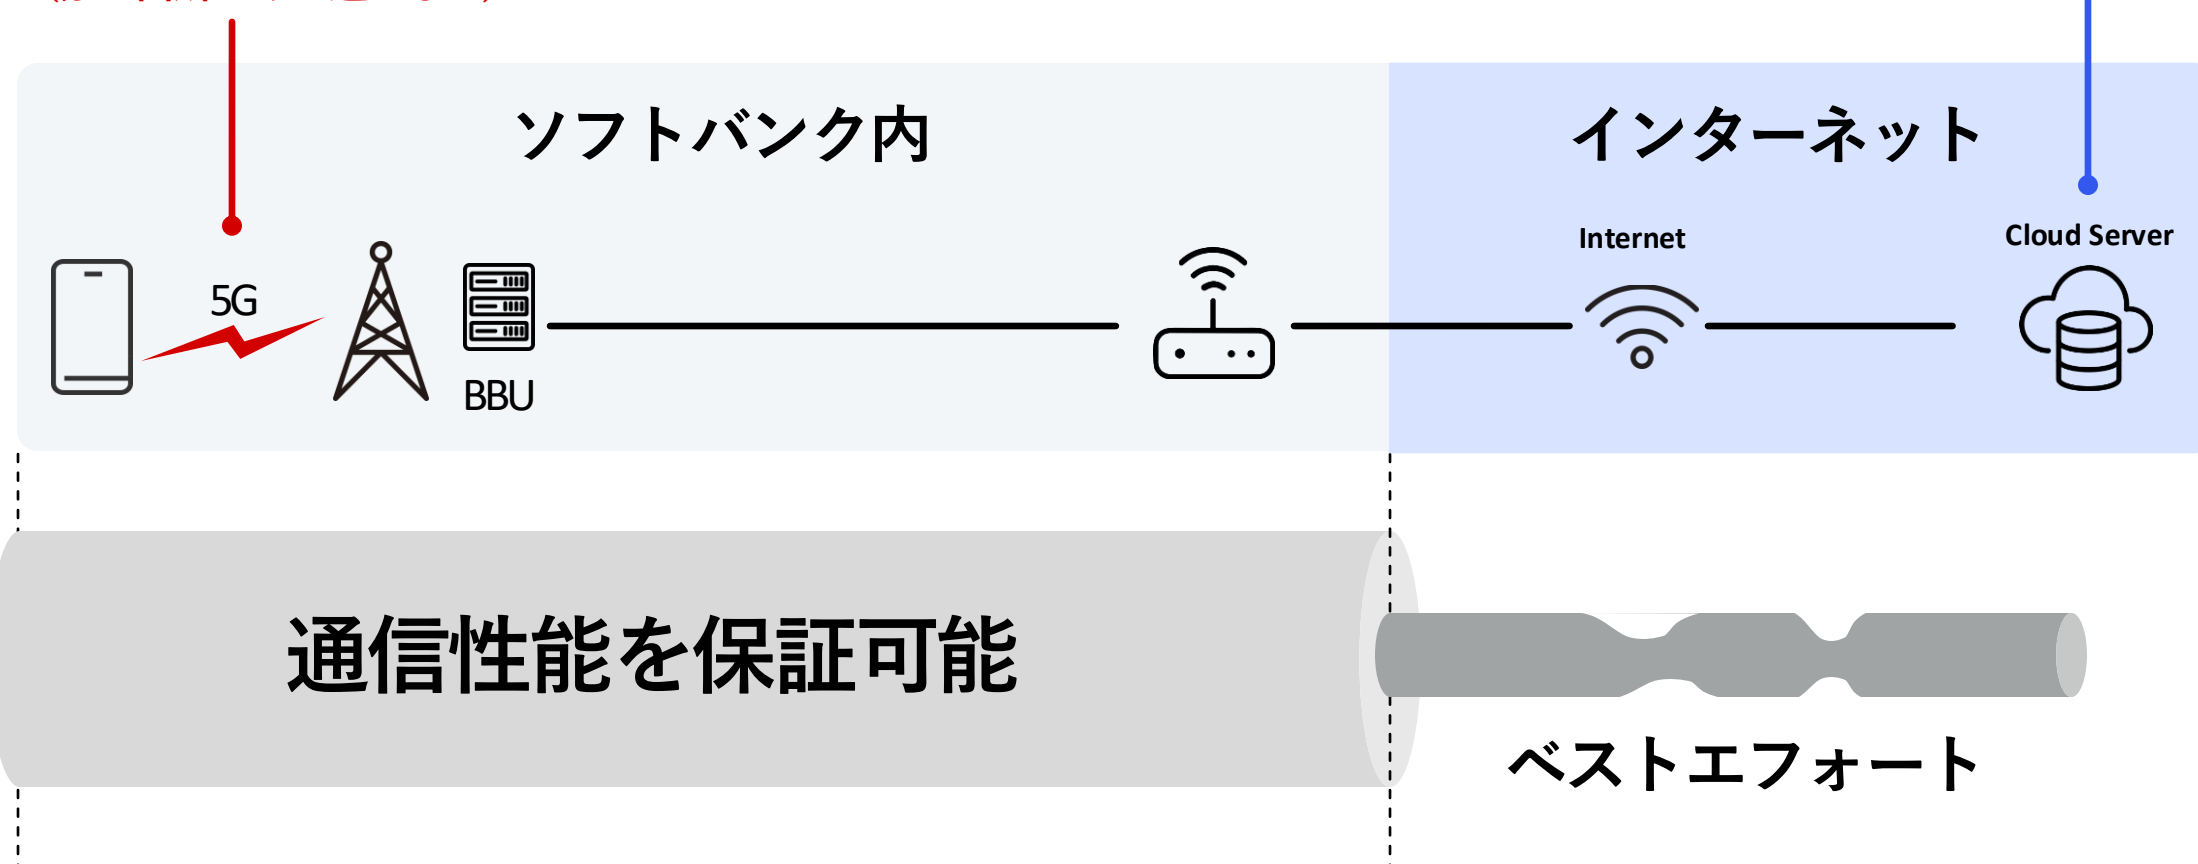 ソフトバンク内
インターネット
Internet
Cloud Server
5G
BBU
通信性能を保証可能
ベストエフォート